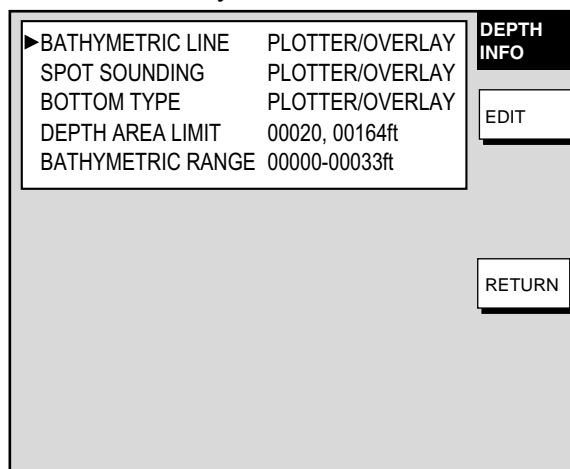 ►BATHYMETRIC LINE PLOTTER/OVERLAY
SPOT SOUNDING PLOTTER/OVERLAY
BOTTOM TYPE PLOTTER/OVERLAY
DEPTH AREA LIMIT 00020, 00164ft
BATHYMETRIC RANGE 00000-00033ft
DEPTH
INFO
EDIT
RETURN